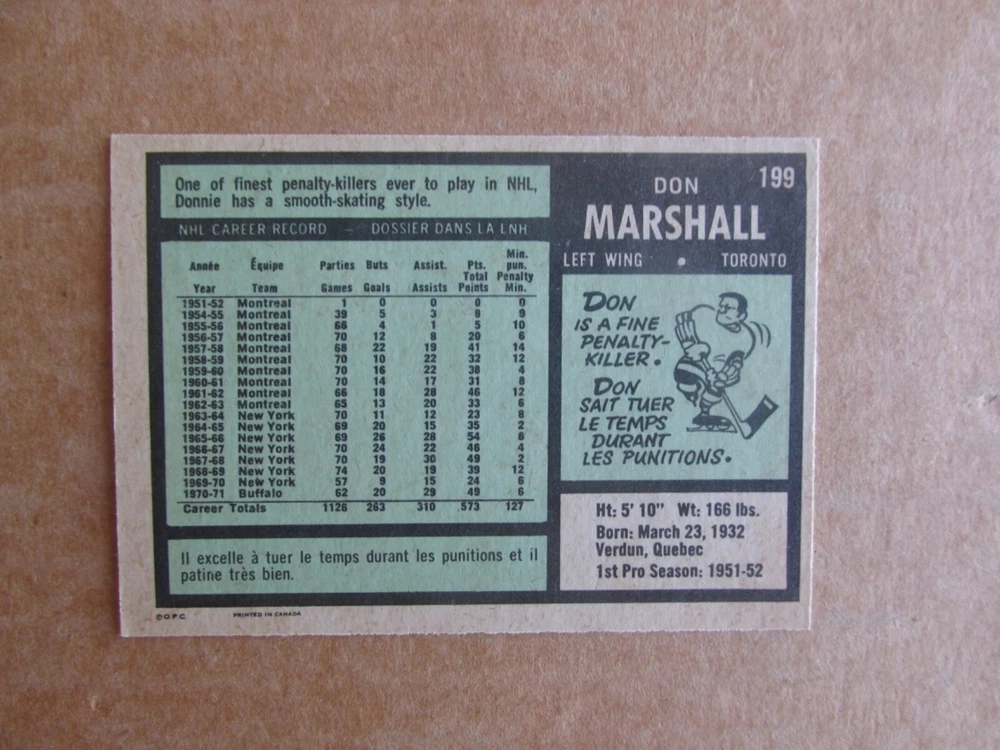 One of finest penalty-killers ever to play in NHL,
Donnie has a smooth-skating style.
NHL CAREER RECORD – DOSSIER DANS LA LNH
Année Équipe Parties Buts Assist. Pts. Total Points Min. pun. Penalty Min.
Year Team Games Goals Assists
1951-52 Montreal 1 0 0 0 0
1954-55 Montreal 39 5 3 8 9
1955-56 Montreal 66 4 1 5 10
1956-57 Montreal 70 12 8 20 6
1957-58 Montreal 68 22 19 41 14
1958-59 Montreal 70 10 22 32 12
1959-60 Montreal 70 16 22 38 4
1960-61 Montreal 70 14 17 31 8
1961-62 Montreal 66 18 28 46 12
1962-63 Montreal 65 13 20 33 6
1963-64 New York 70 11 12 23 8
1964-65 New York 69 20 15 35 2
1965-66 New York 69 26 28 54 6
1966-67 New York 70 24 22 46 4
1967-68 New York 70 19 30 49 2
1968-69 New York 74 20 19 39 12
1969-70 New York 57 9 15 24 6
1970-71 Buffalo 62 20 29 49 6
Career Totals 1126 263 310 573 127
Il excelle à tuer le temps durant les punitions et il
patine très bien.
199
DON
MARSHALL
LEFT WING • TORONTO
DON
IS A FINE
PENALTY-
KILLER.
DON
SAIT TUER
LE TEMPS
DURANT
LES PUNITIONS.
Ht: 5' 10" Wt: 166 lbs.
Born: March 23, 1932
Verdun, Quebec
1st Pro Season: 1951-52
© O.P.C. PRINTED IN CANADA